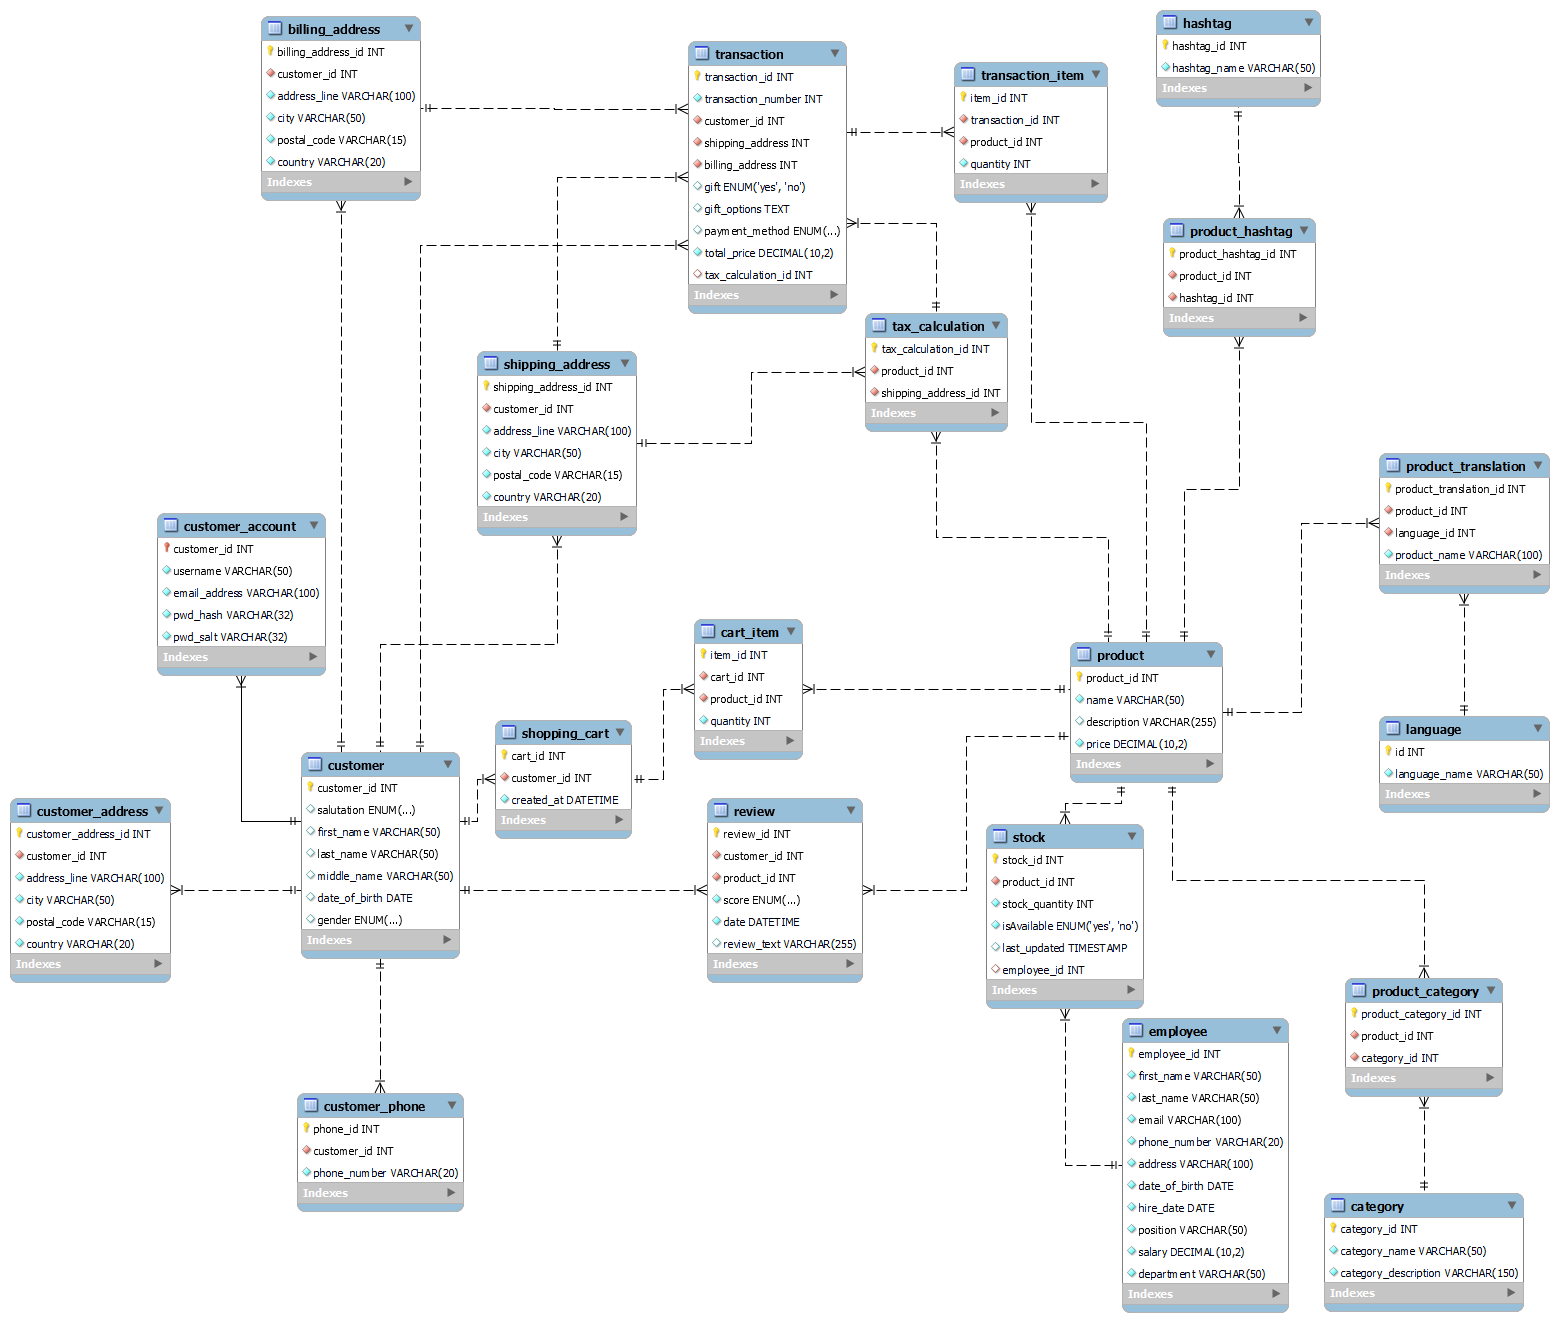 billing_address
billing_address_id INT
customer_id INT
address_line VARCHAR(100)
city VARCHAR(50)
postal_code VARCHAR(15)
country VARCHAR(20)
Indexes
transaction
transaction_id INT
transaction_number INT
customer_id INT
shipping_address INT
billing_address INT
gift ENUM('yes', 'no')
gift_options TEXT
payment_method ENUM(...)
total_price DECIMAL(10,2)
tax_calculation_id INT
Indexes
transaction_item
item_id INT
transaction_id INT
product_id INT
quantity INT
Indexes
hashtag
hashtag_id INT
hashtag_name VARCHAR(50)
Indexes
product_hashtag
product_hashtag_id INT
product_id INT
hashtag_id INT
Indexes
tax_calculation
tax_calculation_id INT
product_id INT
shipping_address_id INT
Indexes
shipping_address
shipping_address_id INT
customer_id INT
address_line VARCHAR(100)
city VARCHAR(50)
postal_code VARCHAR(15)
country VARCHAR(20)
Indexes
product_translation
product_translation_id INT
product_id INT
language_id INT
product_name VARCHAR(100)
Indexes
customer_account
customer_id INT
username VARCHAR(50)
email_address VARCHAR(100)
pwd_hash VARCHAR(32)
pwd_salt VARCHAR(32)
Indexes
cart_item
item_id INT
cart_id INT
product_id INT
quantity INT
Indexes
product
product_id INT
name VARCHAR(50)
description VARCHAR(255)
price DECIMAL(10,2)
Indexes
language
id INT
language_name VARCHAR(50)
Indexes
shopping_cart
cart_id INT
customer_id INT
created_at DATETIME
Indexes
customer
customer_id INT
salutation ENUM(...)
first_name VARCHAR(50)
last_name VARCHAR(50)
middle_name VARCHAR(50)
date_of_birth DATE
gender ENUM(...)
Indexes
customer_address
customer_address_id INT
customer_id INT
address_line VARCHAR(100)
city VARCHAR(50)
postal_code VARCHAR(15)
country VARCHAR(20)
Indexes
review
review_id INT
customer_id INT
product_id INT
score ENUM(...)
date DATETIME
review_text VARCHAR(255)
Indexes
stock
stock_id INT
product_id INT
stock_quantity INT
isAvailable ENUM('yes', 'no')
last_updated TIMESTAMP
employee_id INT
Indexes
product_category
product_category_id INT
product_id INT
category_id INT
Indexes
employee
employee_id INT
first_name VARCHAR(50)
last_name VARCHAR(50)
email VARCHAR(100)
phone_number VARCHAR(20)
address VARCHAR(100)
date_of_birth DATE
hire_date DATE
position VARCHAR(50)
salary DECIMAL(10,2)
department VARCHAR(50)
Indexes
customer_phone
phone_id INT
customer_id INT
phone_number VARCHAR(20)
Indexes
category
category_id INT
category_name VARCHAR(50)
category_description VARCHAR(150)
Indexes